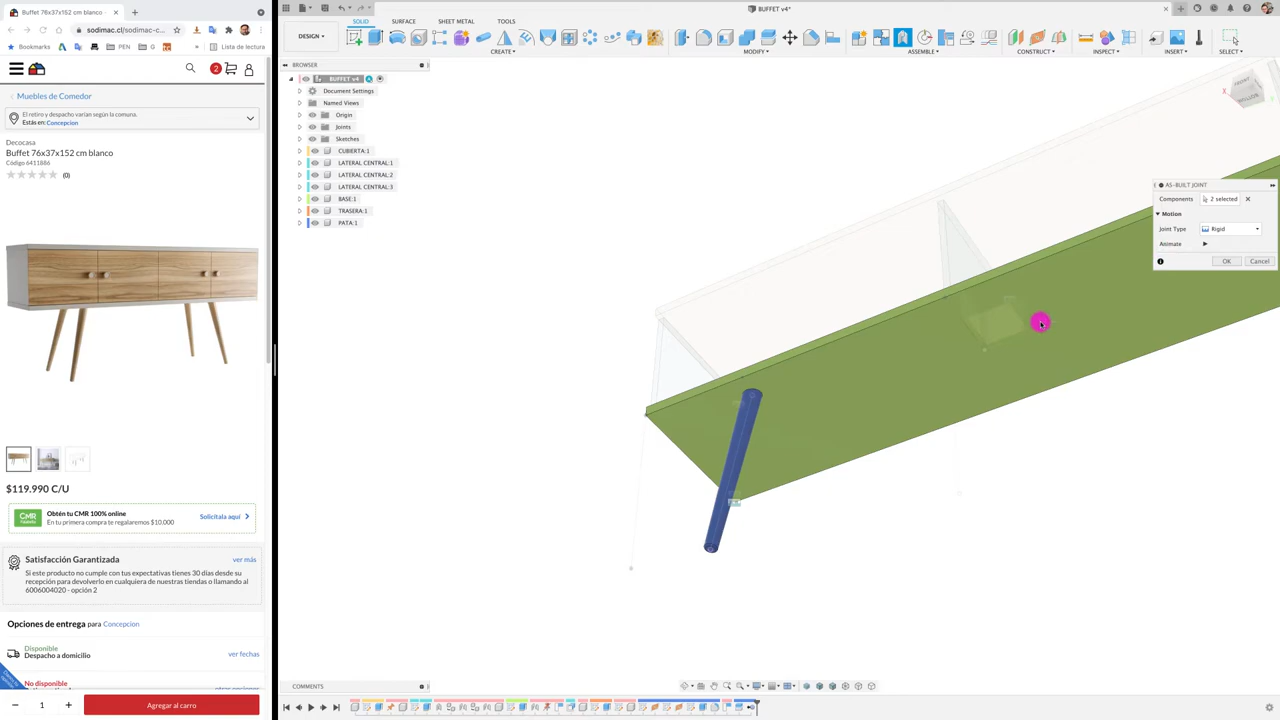 Buffet 76x37x152 cm blanco
sodimac.cl/sodimac-c...
Bookmarks
PEN
G
Lista de lectura
2
Muebles de Comedor
El retiro y despacho varían según la comuna.
Estás en: Concepcion
Decocasa
Buffet 76x37x152 cm blanco
Código 6411886
(0)
$119.990 C/U
CMR
Obtén tu CMR 100% online
En tu primera compra te regalaremos $10.000
Solicítala aquí
Satisfacción Garantizada
ver más
Si este producto no cumple con tus expectativas tienes 30 días desde su
recepción para devolverlo en cualquiera de nuestras tiendas o llamando al
6006004020 - opción 2
Opciones de entrega para Concepcion
Disponible
Despacho a domicilio
ver fechas
No disponible
1
Agregar al carro
BUFFET v4*
SOLID
SURFACE
SHEET METAL
TOOLS
DESIGN
CREATE
MODIFY
ASSEMBLE
CONSTRUCT
INSPECT
INSERT
SELECT
BROWSER
BUFFET v4
Document Settings
Named Views
Origin
Joints
Sketches
CUBIERTA:1
LATERAL CENTRAL:1
LATERAL CENTRAL:2
LATERAL CENTRAL:3
BASE:1
TRASERA:1
PATA:1
FRONT
BOTTOM
X
AS-BUILT JOINT
Components
2 selected
Motion
Joint Type
Rigid
Animate
OK
Cancel
COMMENTS